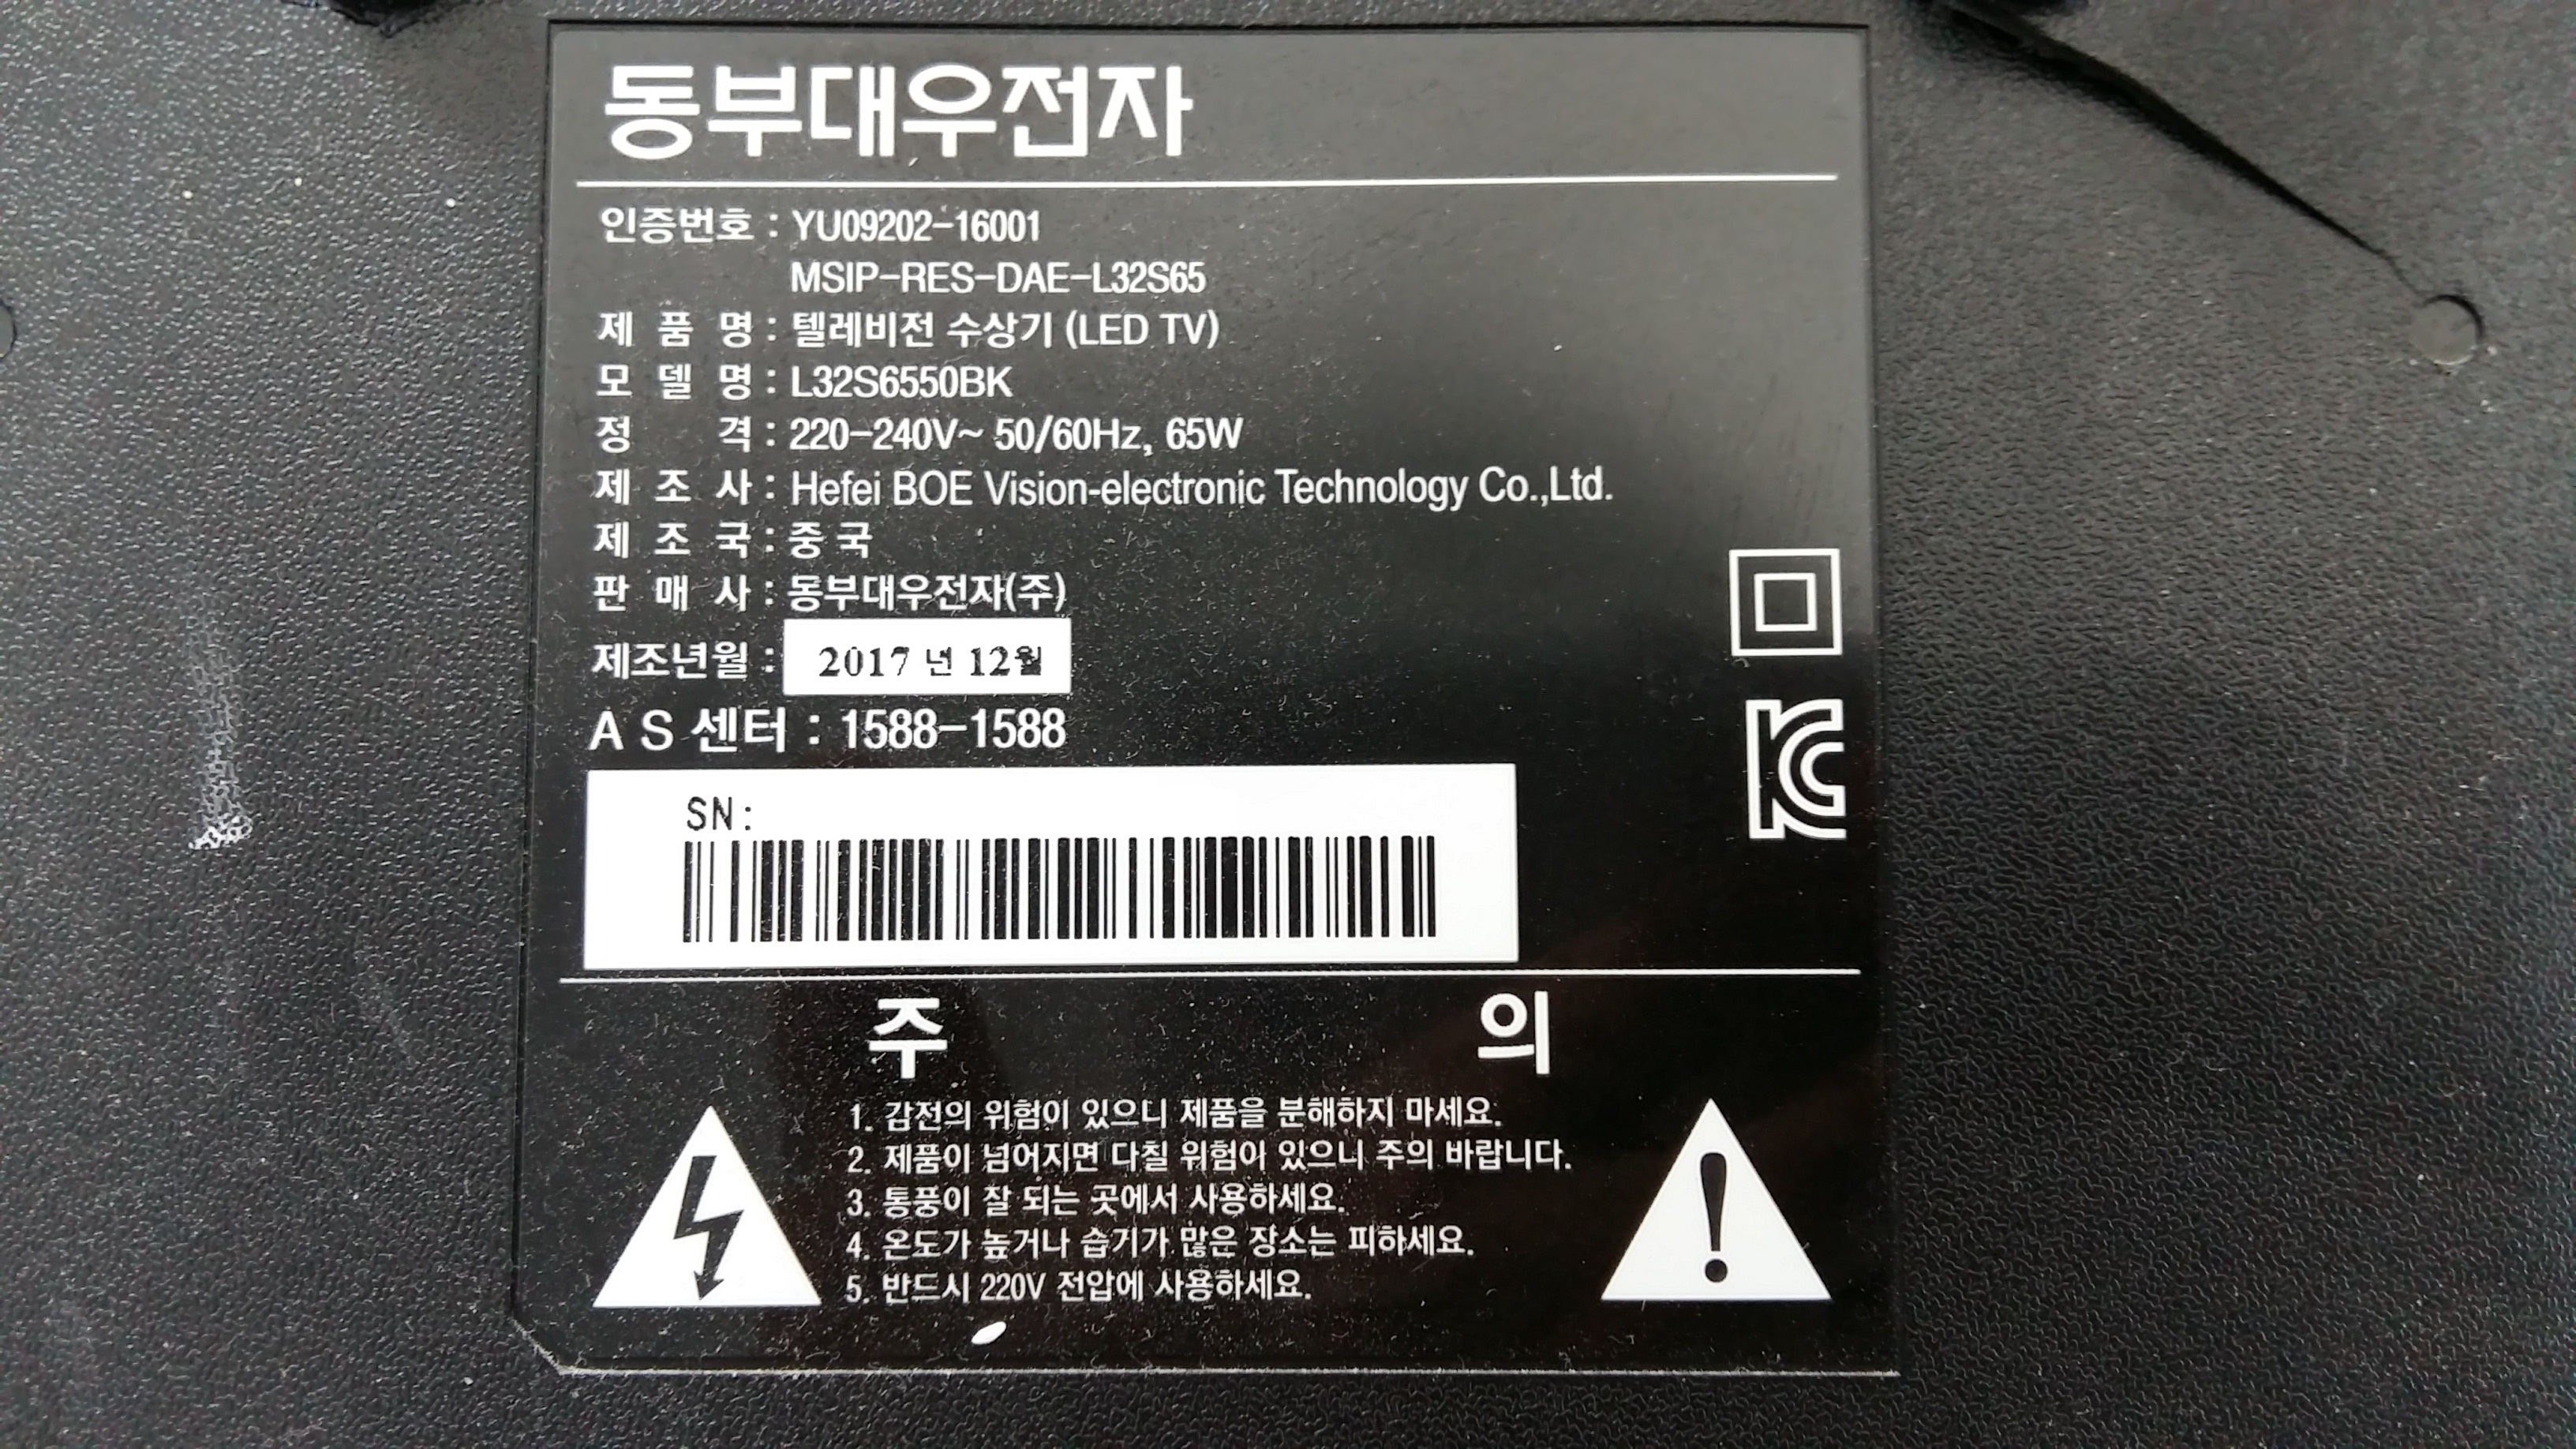 동부대우전자
인증번호 : YU09202-16001
MSIP-RES-DAE-L32S65
제 품 명 : 텔레비전 수상기 (LED TV)
모 델 명 : L32S6550BK
정 격 : 220-240V~ 50/60Hz, 65W
제 조 사 : Hefei BOE Vision-electronic Technology Co.,Ltd.
제 조 국 : 중 국
판 매 사 : 동부대우전자(주)
제조년월 : 2017 년 12월
A S 센터 : 1588-1588
SN:
주 의
1. 감전의 위험이 있으니 제품을 분해하지 마세요.
2. 제품이 넘어지면 다칠 위험이 있으니 주의 바랍니다.
3. 통풍이 잘 되는 곳에서 사용하세요.
4. 온도가 높거나 습기가 많은 장소는 피하세요.
5. 반드시 220V 전압에 사용하세요.